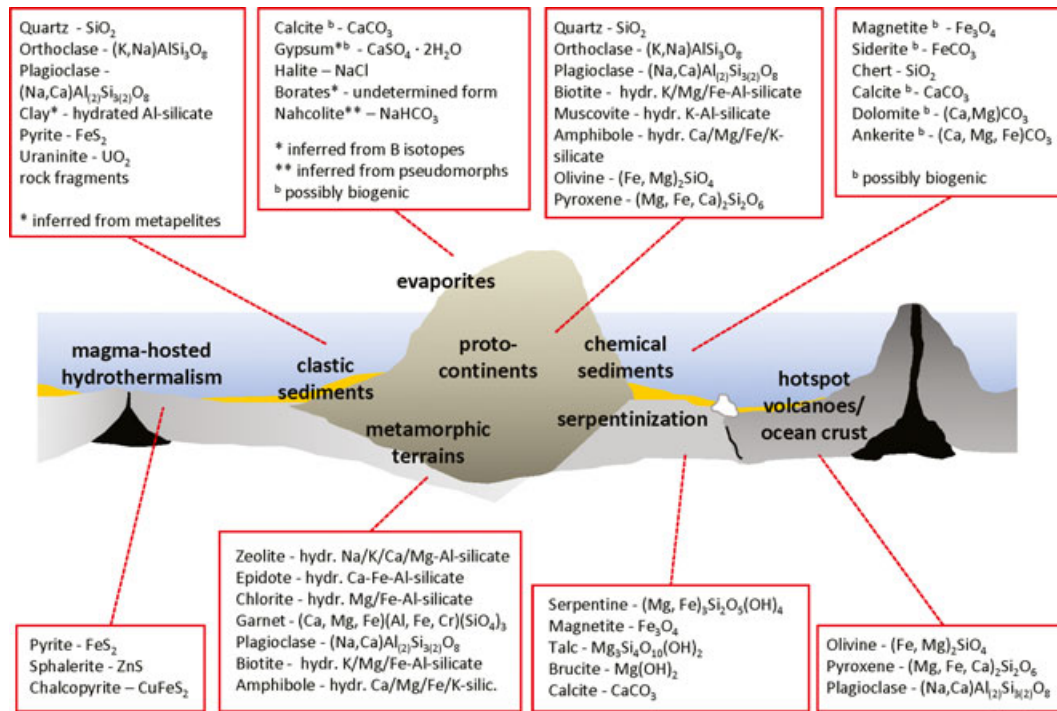 Quartz - SiO₂
Orthoclase - (K,Na)AlSi₃O₈
Plagioclase -
(Na,Ca)Al₍₂₎Si₃₍₂₎O₈
Clay* - hydrated Al-silicate
Pyrite - FeS₂
Uraninite - UO₂
rock fragments
* inferred from metapelites
Calcite ᵇ - CaCO₃
Gypsum*ᵇ - CaSO₄ · 2H₂O
Halite – NaCl
Borates* - undetermined form
Nahcolite** – NaHCO₃
* inferred from B isotopes
** inferred from pseudomorphs
ᵇ possibly biogenic
Quartz - SiO₂
Orthoclase - (K,Na)AlSi₃O₈
Plagioclase - (Na,Ca)Al₍₂₎Si₃₍₂₎O₈
Biotite - hydr. K/Mg/Fe-Al-silicate
Muscovite - hydr. K-Al-silicate
Amphibole - hydr. Ca/Mg/Fe/K-
silicate
Olivine - (Fe, Mg)₂SiO₄
Pyroxene - (Mg, Fe, Ca)₂Si₂O₆
Magnetite ᵇ - Fe₃O₄
Siderite ᵇ - FeCO₃
Chert - SiO₂
Calcite ᵇ - CaCO₃
Dolomite ᵇ - (Ca,Mg)CO₃
Ankerite ᵇ - (Ca, Mg, Fe)CO₃
ᵇ possibly biogenic
evaporites
magma-hosted
hydrothermalism
clastic
sediments
proto-
continents
chemical
sediments
metamorphic
terrains
serpentinization
hotspot
volcanoes/
ocean crust
Pyrite - FeS₂
Sphalerite - ZnS
Chalcopyrite – CuFeS₂
Zeolite - hydr. Na/K/Ca/Mg-Al-silicate
Epidote - hydr. Ca-Fe-Al-silicate
Chlorite - hydr. Mg/Fe-Al-silicate
Garnet - (Ca, Mg, Fe)(Al, Fe, Cr)(SiO₄)₃
Plagioclase - (Na,Ca)Al₍₂₎Si₃₍₂₎O₈
Biotite - hydr. K/Mg/Fe-Al-silicate
Amphibole - hydr. Ca/Mg/Fe/K-silic.
Serpentine - (Mg, Fe)₃Si₂O₅(OH)₄
Magnetite - Fe₃O₄
Talc - Mg₃Si₄O₁₀(OH)₂
Brucite - Mg(OH)₂
Calcite - CaCO₃
Olivine - (Fe, Mg)₂SiO₄
Pyroxene - (Mg, Fe, Ca)₂Si₂O₆
Plagioclase - (Na,Ca)Al₍₂₎Si₃₍₂₎O₈